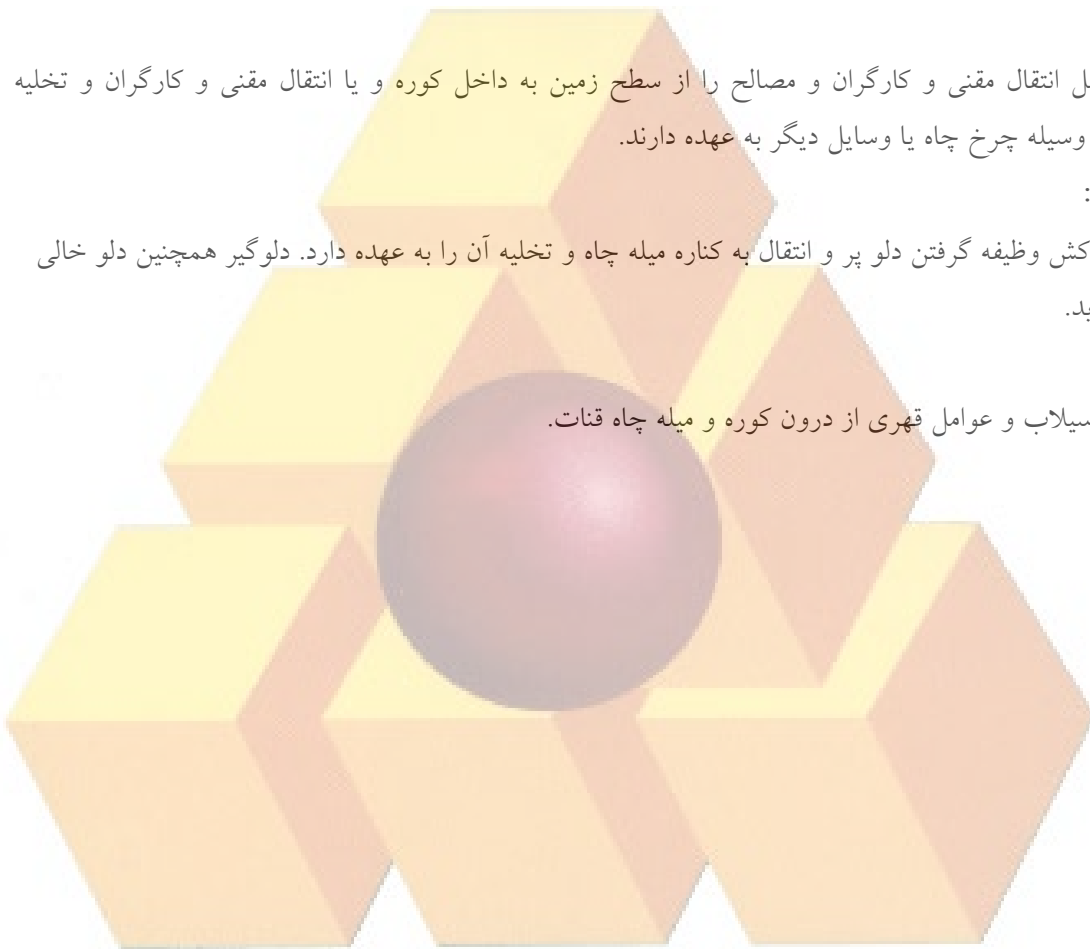 انتقال مقنی و کارگران و مصالح را از سطح زمین به داخل کوره و یا انتقال مقنی و کارگران و تخلیه
وسیله چرخ چاه یا وسایل دیگر به عهده دارند.
:
کش وظیفه گرفتن دلو پر و انتقال به کناره میله چاه و تخلیه آن را به عهده دارد. دلوگیر همچنین دلو خالی
سیلاب و عوامل قهری از درون کوره و میله چاه قنات.